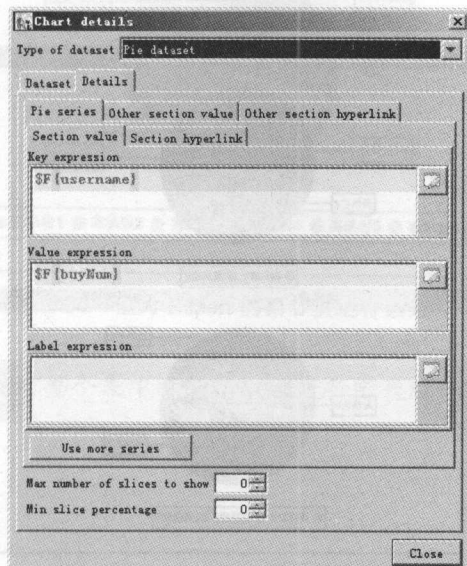 Chart details
Type of dataset Pie dataset
Dataset Details
Pie series Other section value Other section hyperlink
Section value Section hyperlink
Key expression
$F{username}
Value expression
$F{buyNum}
Label expression
Use more series
Max number of slices to show 0
Min slice percentage 0
Close